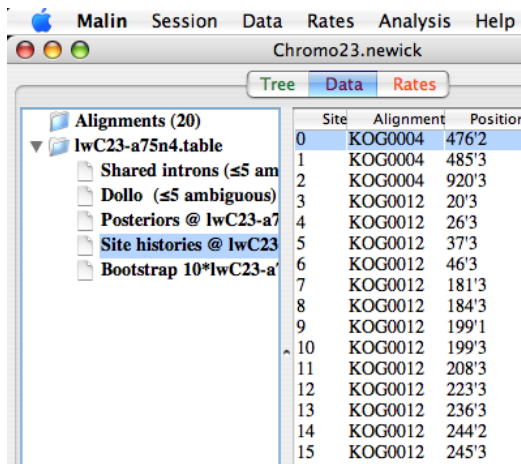 Malin Session Data Rates Analysis Help
Chromo23.newick
Tree Data Rates
Alignments (20)
lwC23-a75n4.table
Shared introns (≤5 am
Dollo (≤5 ambiguous)
Posteriors @ lwC23-a7
Site histories @ lwC23
Bootstrap 10*lwC23-a
Site Alignment Position
0 KOG0004 476'2
1 KOG0004 485'3
2 KOG0004 920'3
3 KOG0012 20'3
4 KOG0012 26'3
5 KOG0012 37'3
6 KOG0012 46'3
7 KOG0012 181'3
8 KOG0012 184'3
9 KOG0012 199'1
10 KOG0012 199'3
11 KOG0012 208'3
12 KOG0012 223'3
13 KOG0012 236'3
14 KOG0012 244'2
15 KOG0012 245'3